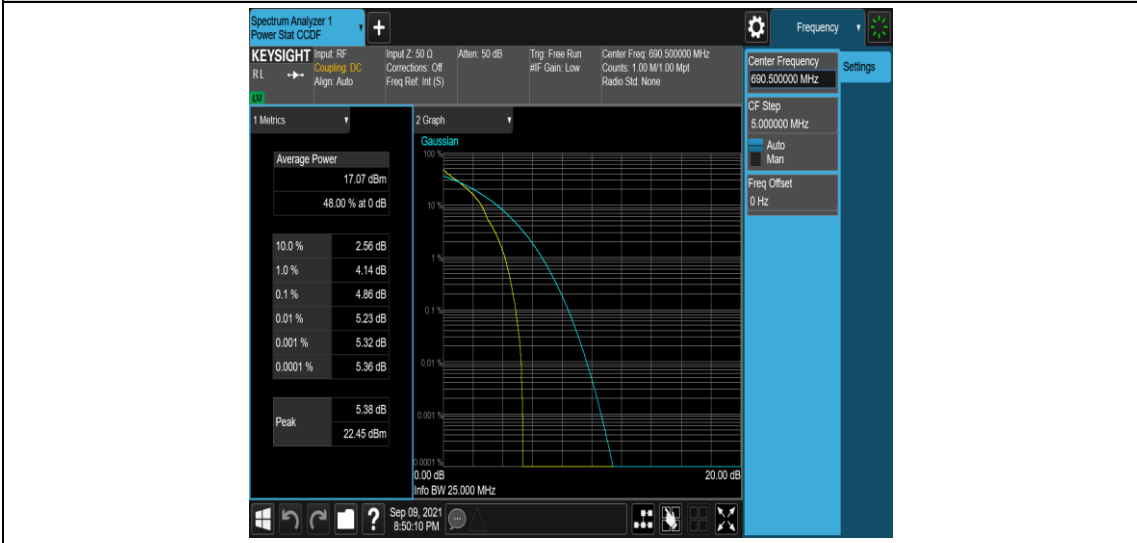 Spectrum Analyzer 1
Power Stat CCDF
+
Frequency
KEYSIGHT
RL
LM
Input: RF
Coupling: DC
Align: Auto
Input Z: 50 Ω
Corrections: Off
Freq Ref: Int (S)
Atten: 50 dB
Trig: Free Run
#IF Gain: Low
Center Freq: 690.500000 MHz
Counts: 1.00 M/1.00 Mpt
Radio Std: None
Center Frequency
690.500000 MHz
Settings
CF Step
5.000000 MHz
Auto
Man
Freq Offset
0 Hz
1 Metrics
Average Power
17.07 dBm
48.00 % at 0 dB
10.0 % 2.56 dB
1.0 % 4.14 dB
0.1 % 4.86 dB
0.01 % 5.23 dB
0.001 % 5.32 dB
0.0001 % 5.36 dB
Peak
5.38 dB
22.45 dBm
2 Graph
Gaussian
100 %
10 %
1 %
0.1 %
0.01 %
0.001 %
0.0001 %
0.00 dB
20.00 dB
Info BW 25.000 MHz
?
Sep 09, 2021
8:50:10 PM